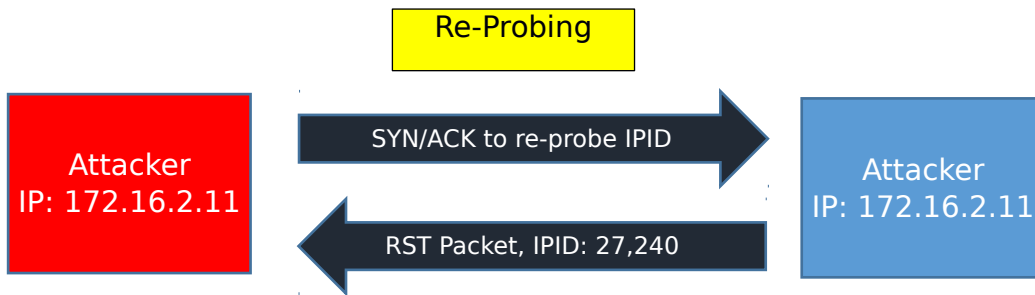 Re-Probing
Attacker
IP: 172.16.2.11
SYN/ACK to re-probe IPID
RST Packet, IPID: 27,240
Attacker
IP: 172.16.2.11